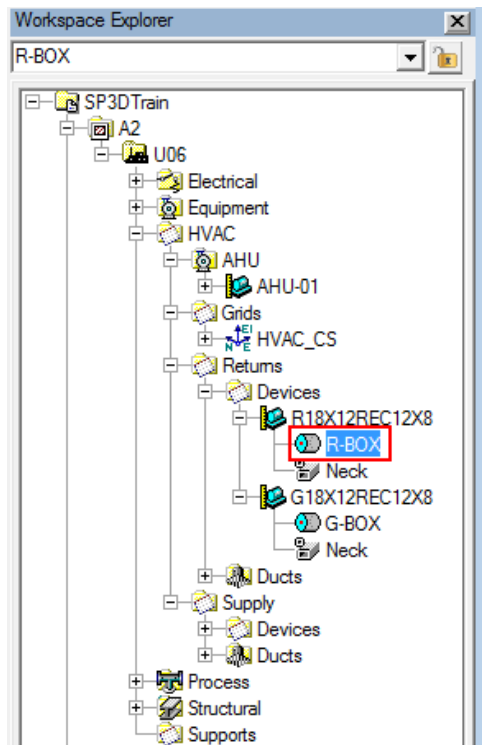 Workspace Explorer
R-BOX
SP3DTrain
A2
U06
Electrical
Equipment
HVAC
AHU
AHU-01
Grids
HVAC_CS
Returns
Devices
R18X12REC12X8
R-BOX
Neck
G18X12REC12X8
G-BOX
Neck
Ducts
Supply
Devices
Ducts
Process
Structural
Supports